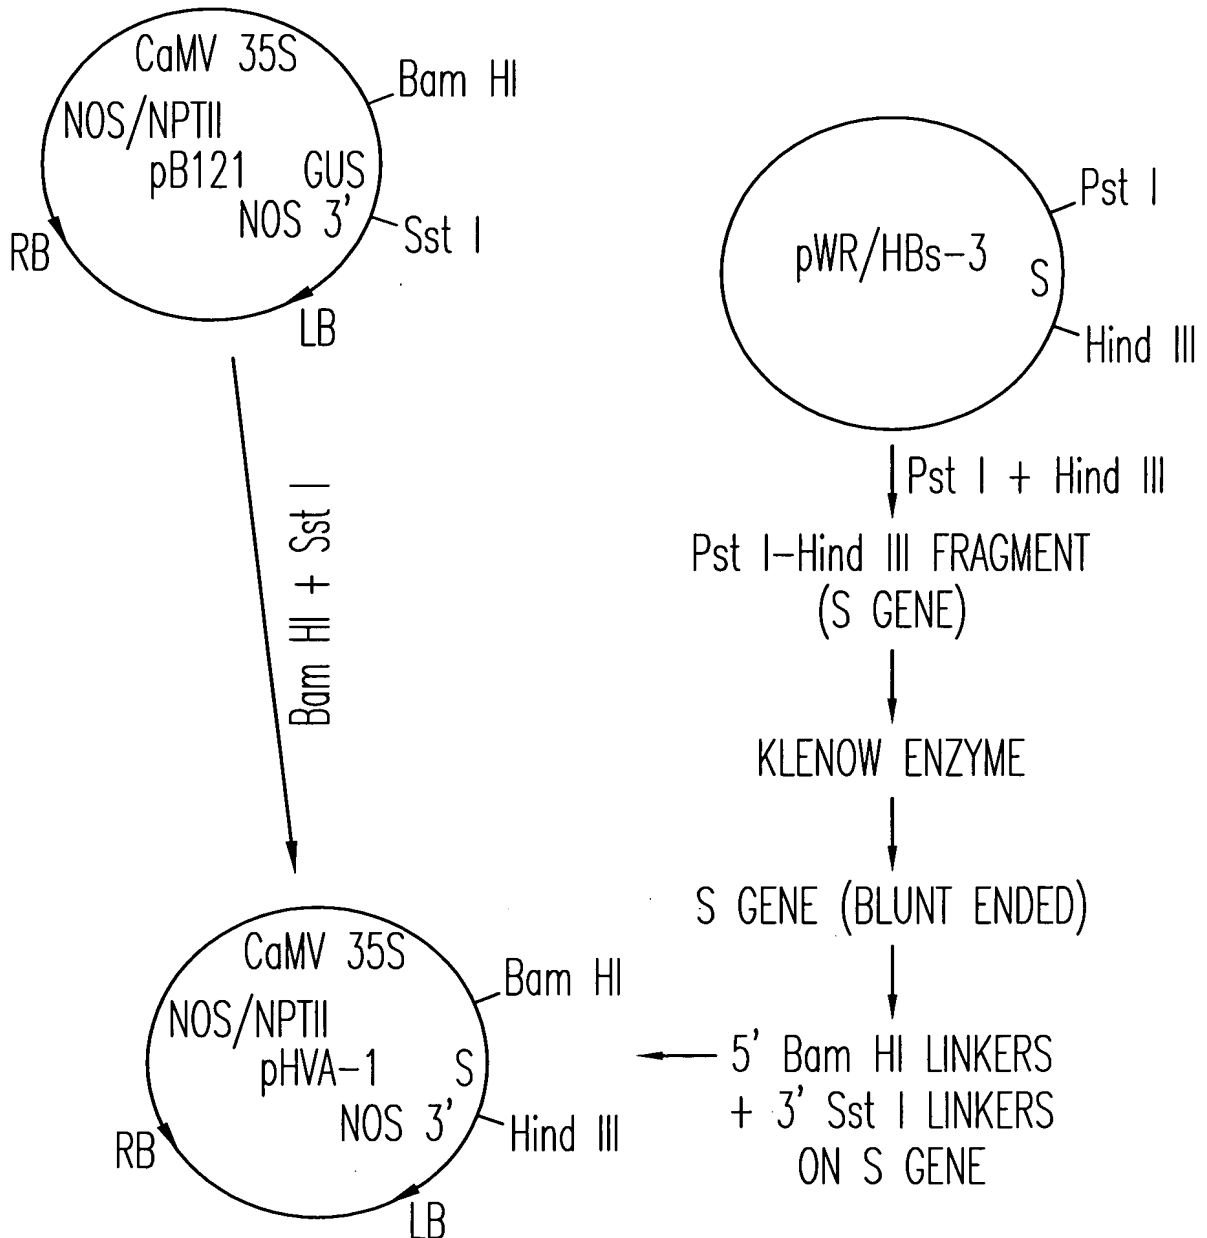 CaMV 35S
Bam HI
NOS/NPTII
pB121 GUS
NOS 3'
Sst I
RB
LB
Pst I
pWR/HBs-3
S
Hind III
Pst I + Hind III
Pst I-Hind III FRAGMENT
(S GENE)
KLENOW ENZYME
S GENE (BLUNT ENDED)
5' Bam HI LINKERS
+ 3' Sst I LINKERS
ON S GENE
Bam HI + Sst I
CaMV 35S
Bam HI
NOS/NPTII
pHVA-1 S
NOS 3'
Hind III
RB
LB